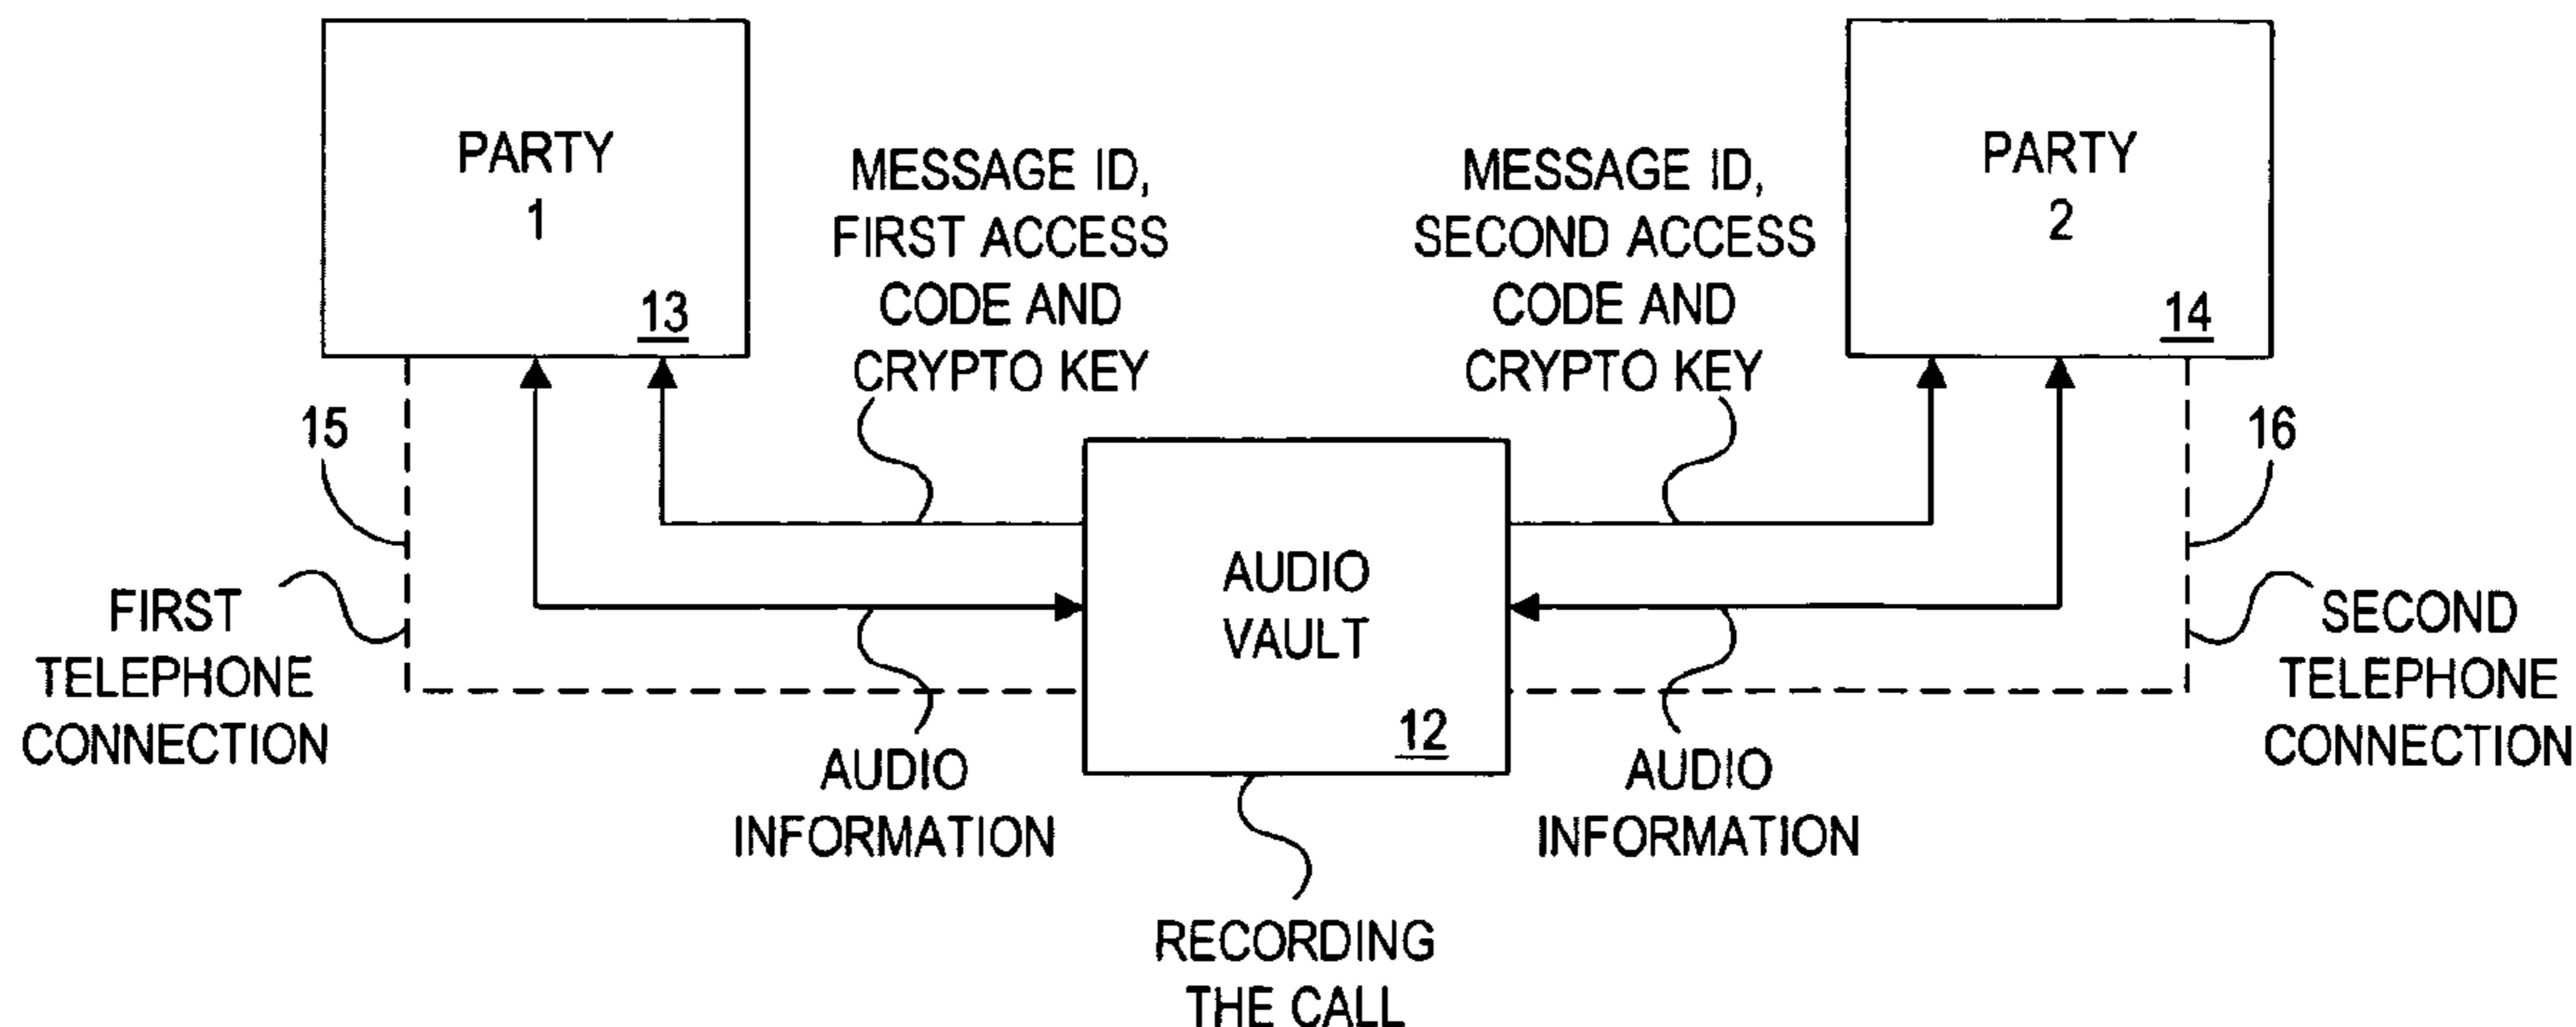 PARTY
1
13
PARTY
2
14
MESSAGE ID,
FIRST ACCESS
CODE AND
CRYPTO KEY
MESSAGE ID,
SECOND ACCESS
CODE AND
CRYPTO KEY
15
16
FIRST
TELEPHONE
CONNECTION
AUDIO
VAULT
12
SECOND
TELEPHONE
CONNECTION
AUDIO
INFORMATION
AUDIO
INFORMATION
RECORDING
THE CALL